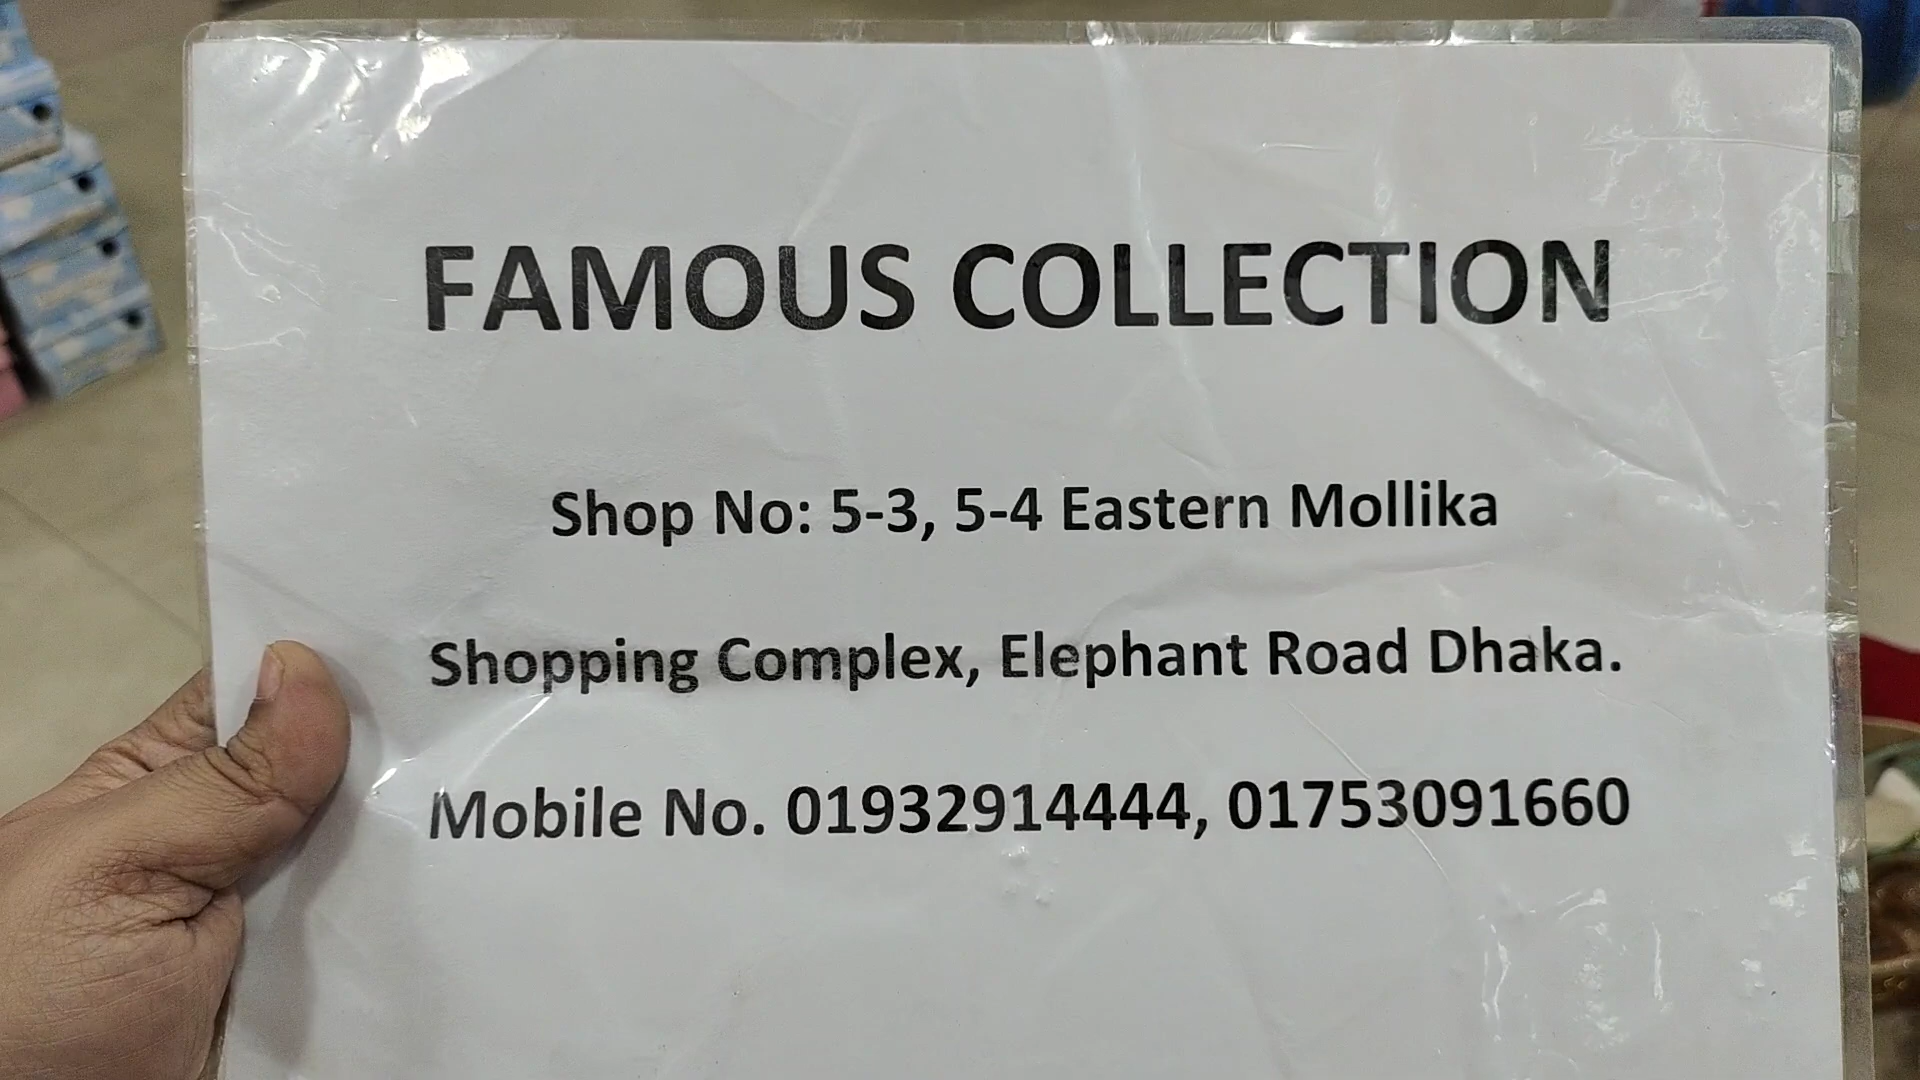 FAMOUS COLLECTION
Shop No: 5-3, 5-4 Eastern Mollika
Shopping Complex, Elephant Road Dhaka.
Mobile No. 01932914444, 01753091660